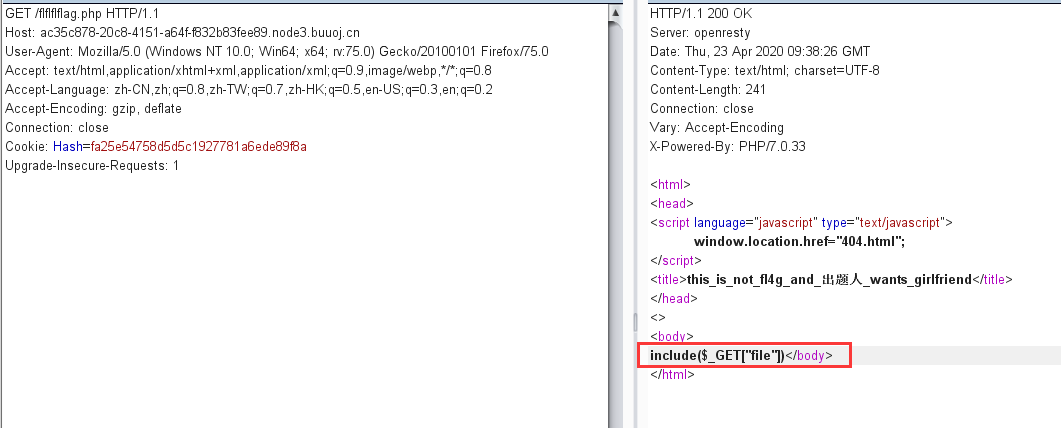 GET /flflflflag.php HTTP/1.1
Host: ac35c878-20c8-4151-a64f-f832b83fee89.node3.buuoj.cn
User-Agent: Mozilla/5.0 (Windows NT 10.0; Win64; x64; rv:75.0) Gecko/20100101 Firefox/75.0
Accept: text/html,application/xhtml+xml,application/xml;q=0.9,image/webp,*/*;q=0.8
Accept-Language: zh-CN,zh;q=0.8,zh-TW;q=0.7,zh-HK;q=0.5,en-US;q=0.3,en;q=0.2
Accept-Encoding: gzip, deflate
Connection: close
Cookie: Hash=fa25e54758d5d5c1927781a6ede89f8a
Upgrade-Insecure-Requests: 1
HTTP/1.1 200 OK
Server: openresty
Date: Thu, 23 Apr 2020 09:38:26 GMT
Content-Type: text/html; charset=UTF-8
Content-Length: 241
Connection: close
Vary: Accept-Encoding
X-Powered-By: PHP/7.0.33
<html>
<head>
<script language="javascript" type="text/javascript">
window.location.href="404.html";
</script>
<title>this_is_not_fl4g_and_出题人_wants_girlfriend</title>
</head>
<>
<body>
include($_GET["file"])</body>
</html>